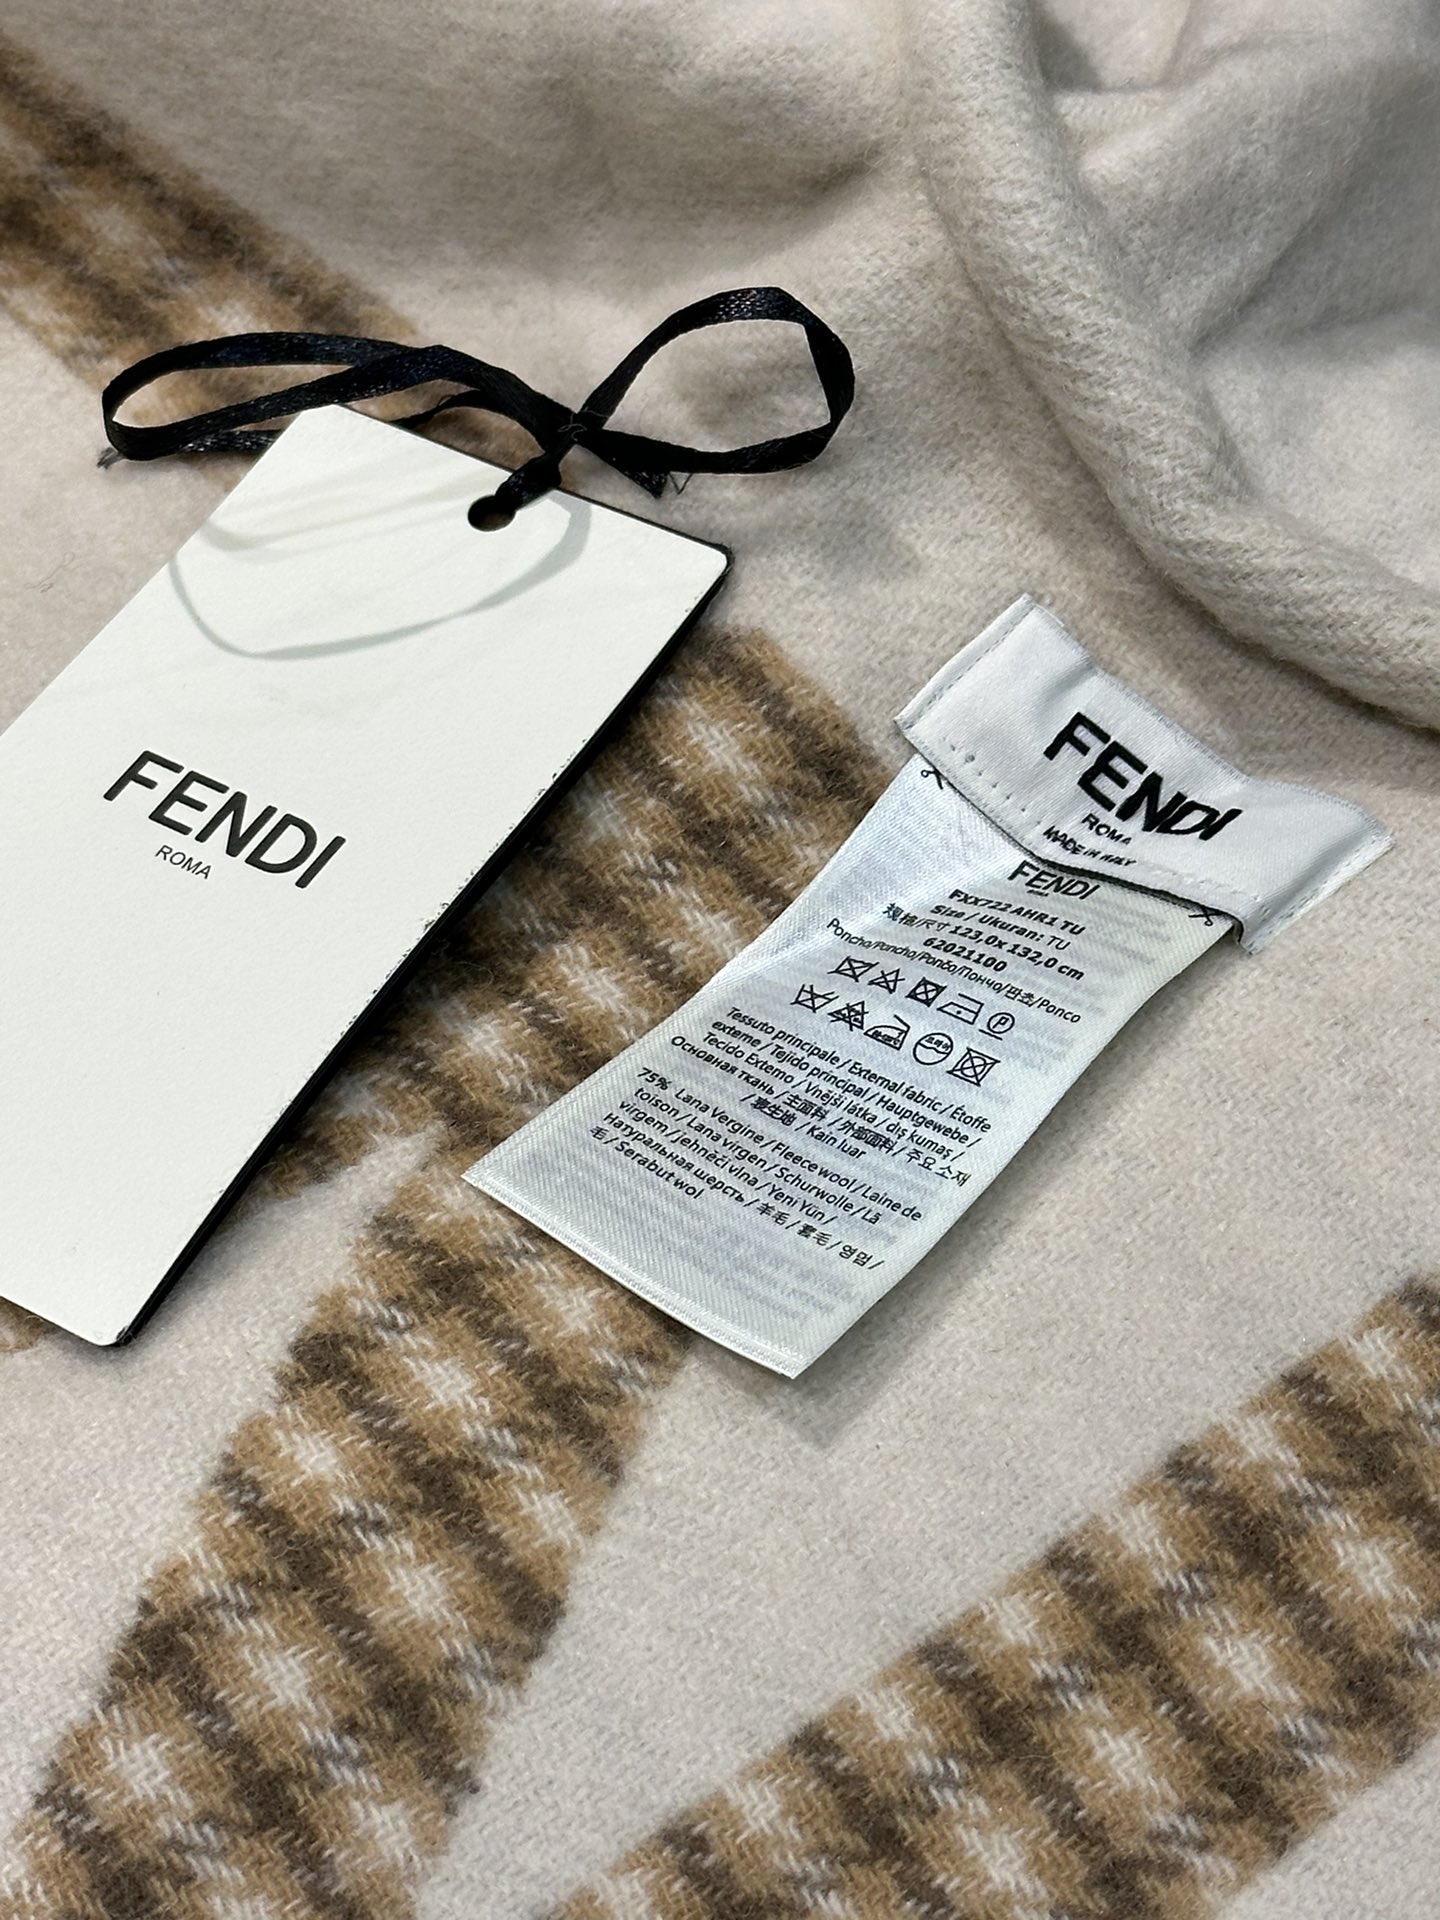 FENDI
ROMA
FENDI
ROMA
MADE IN ITALY
FENDI
ROMA
FXX722 AHR1 TU
Size / Ukuran: TU
规格/尺寸 123,0x 132,0 cm
62021100
Poncho/Poncho/Pončo/Пончо/판초/Ponco
P
Tessuto principale / External fabric / Étoffe
externe / Tejido principal / Hauptgewebe /
Tecido Externo / Vnější látka / dış kumaş /
Основная ткань / 主面料 / 外部面料 / 주요 소재
/ 表生地 / Kain luar
75% Lana Vergine / Fleece wool / Laine de
toison / Lana virgen / Schurwolle / Lã
virgem / Jehněčí vlna / Yeni Yün /
Натуральная шерсть / 羊毛 / 羊毛 / 양털 /
毛 / Serabut wol